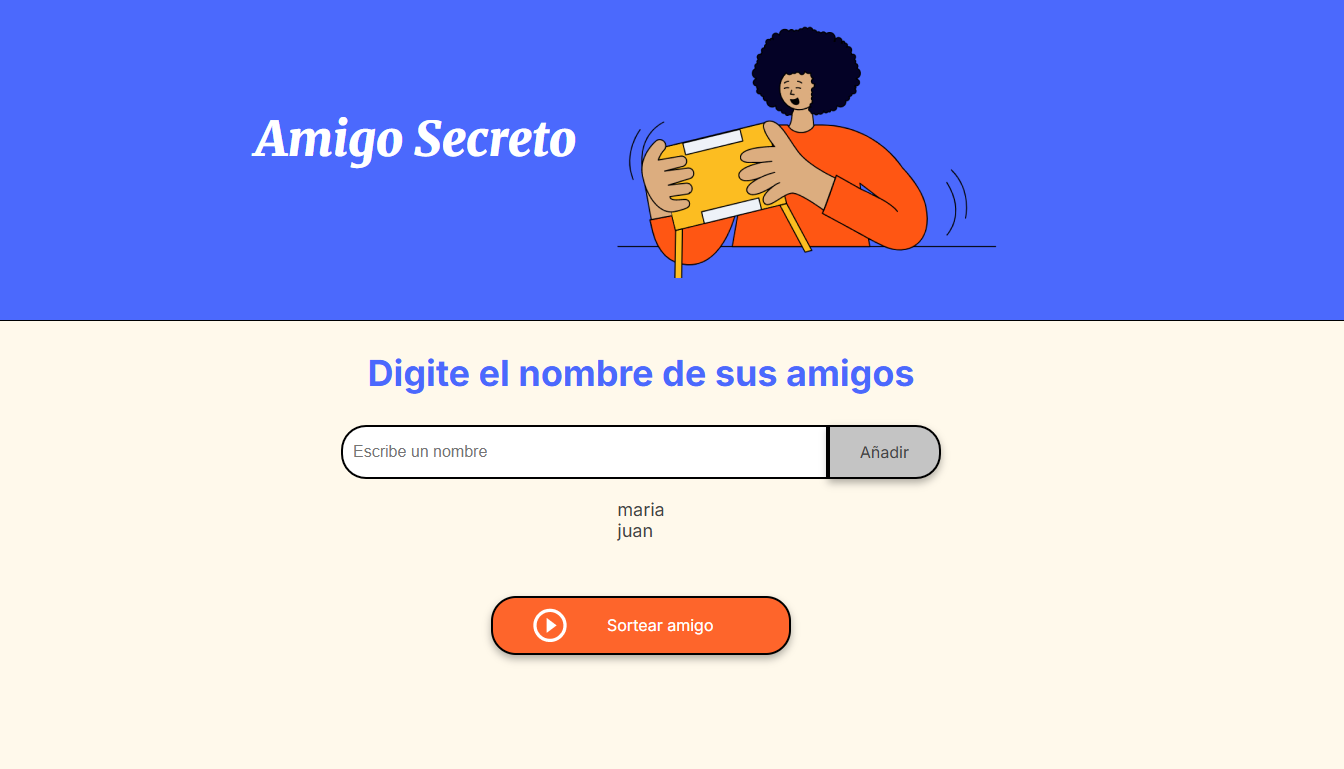 Amigo Secreto
Digite el nombre de sus amigos
Escribe un nombre
Añadir
maria
juan
Sortear amigo